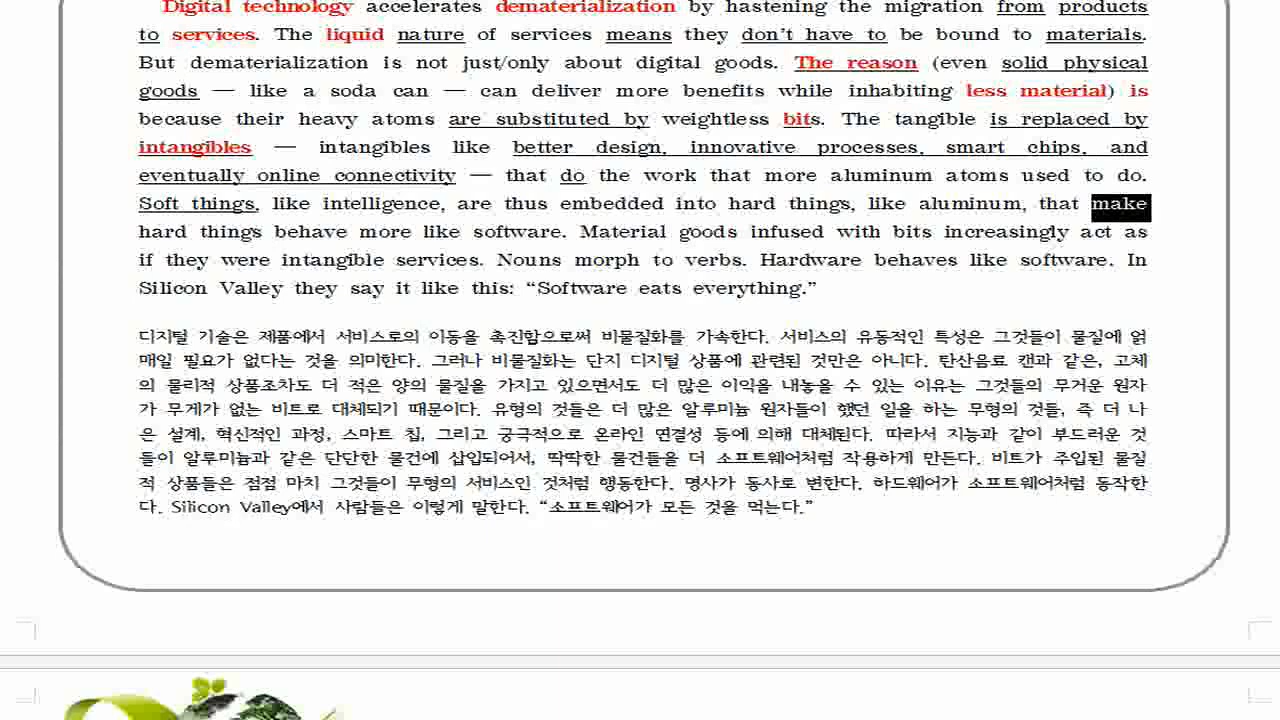 Digital technology accelerates dematerialization by hastening the migration from products
to services. The liquid nature of services means they don't have to be bound to materials.
But dematerialization is not just/only about digital goods. The reason (even solid physical
goods — like a soda can — can deliver more benefits while inhabiting less material) is
because their heavy atoms are substituted by weightless bits. The tangible is replaced by
intangibles — intangibles like better design, innovative processes, smart chips, and
eventually online connectivity — that do the work that more aluminum atoms used to do.
Soft things, like intelligence, are thus embedded into hard things, like aluminum, that make
hard things behave more like software. Material goods infused with bits increasingly act as
if they were intangible services. Nouns morph to verbs. Hardware behaves like software. In
Silicon Valley they say it like this: “Software eats everything.”
디지털 기술은 제품에서 서비스로의 이동을 촉진함으로써 비물질화를 가속한다. 서비스의 유동적인 특성은 그것들이 물질에 얽
매일 필요가 없다는 것을 의미한다. 그러나 비물질화는 단지 디지털 상품에 관련된 것만은 아니다. 탄산음료 캔과 같은, 고체
의 물리적 상품조차도 더 적은 양의 물질을 가지고 있으면서도 더 많은 이익을 내놓을 수 있는 이유는 그것들의 무거운 원자
가 무게가 없는 비트로 대체되기 때문이다. 유형의 것들은 더 많은 알루미늄 원자들이 했던 일을 하는 무형의 것들, 즉 더 나
은 설계, 혁신적인 과정, 스마트 칩, 그리고 궁극적으로 온라인 연결성 등에 의해 대체된다. 따라서 지능과 같이 부드러운 것
들이 알루미늄과 같은 단단한 물건에 삽입되어서, 딱딱한 물건들을 더 소프트웨어처럼 작용하게 만든다. 비트가 주입된 물질
적 상품들은 점점 마치 그것들이 무형의 서비스인 것처럼 행동한다. 명사가 동사로 변한다. 하드웨어가 소프트웨어처럼 동작한
다. Silicon Valley에서 사람들은 이렇게 말한다. “소프트웨어가 모든 것을 먹는다.”